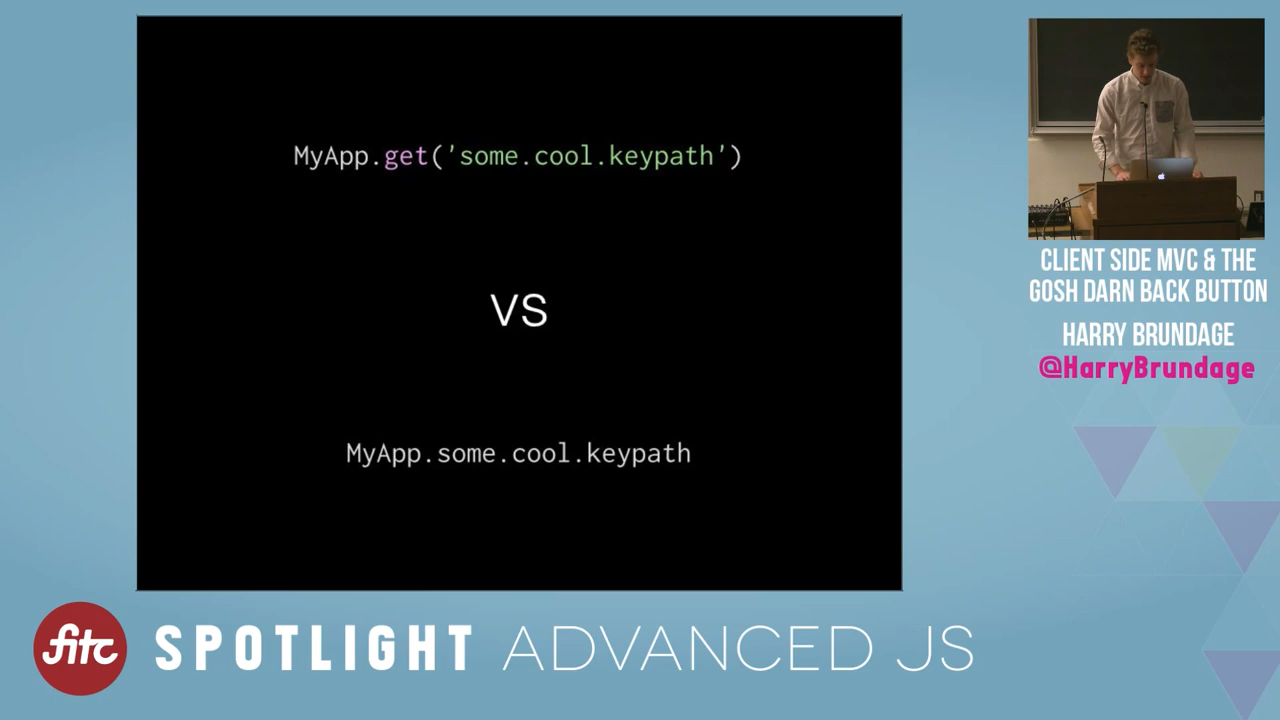 MyApp.get('some.cool.keypath')
VS
MyApp.some.cool.keypath
CLIENT SIDE MVC & THE
GOSH DARN BACK BUTTON
HARRY BRUNDAGE
@HarryBrundage
fitc
SPOTLIGHT ADVANCED JS